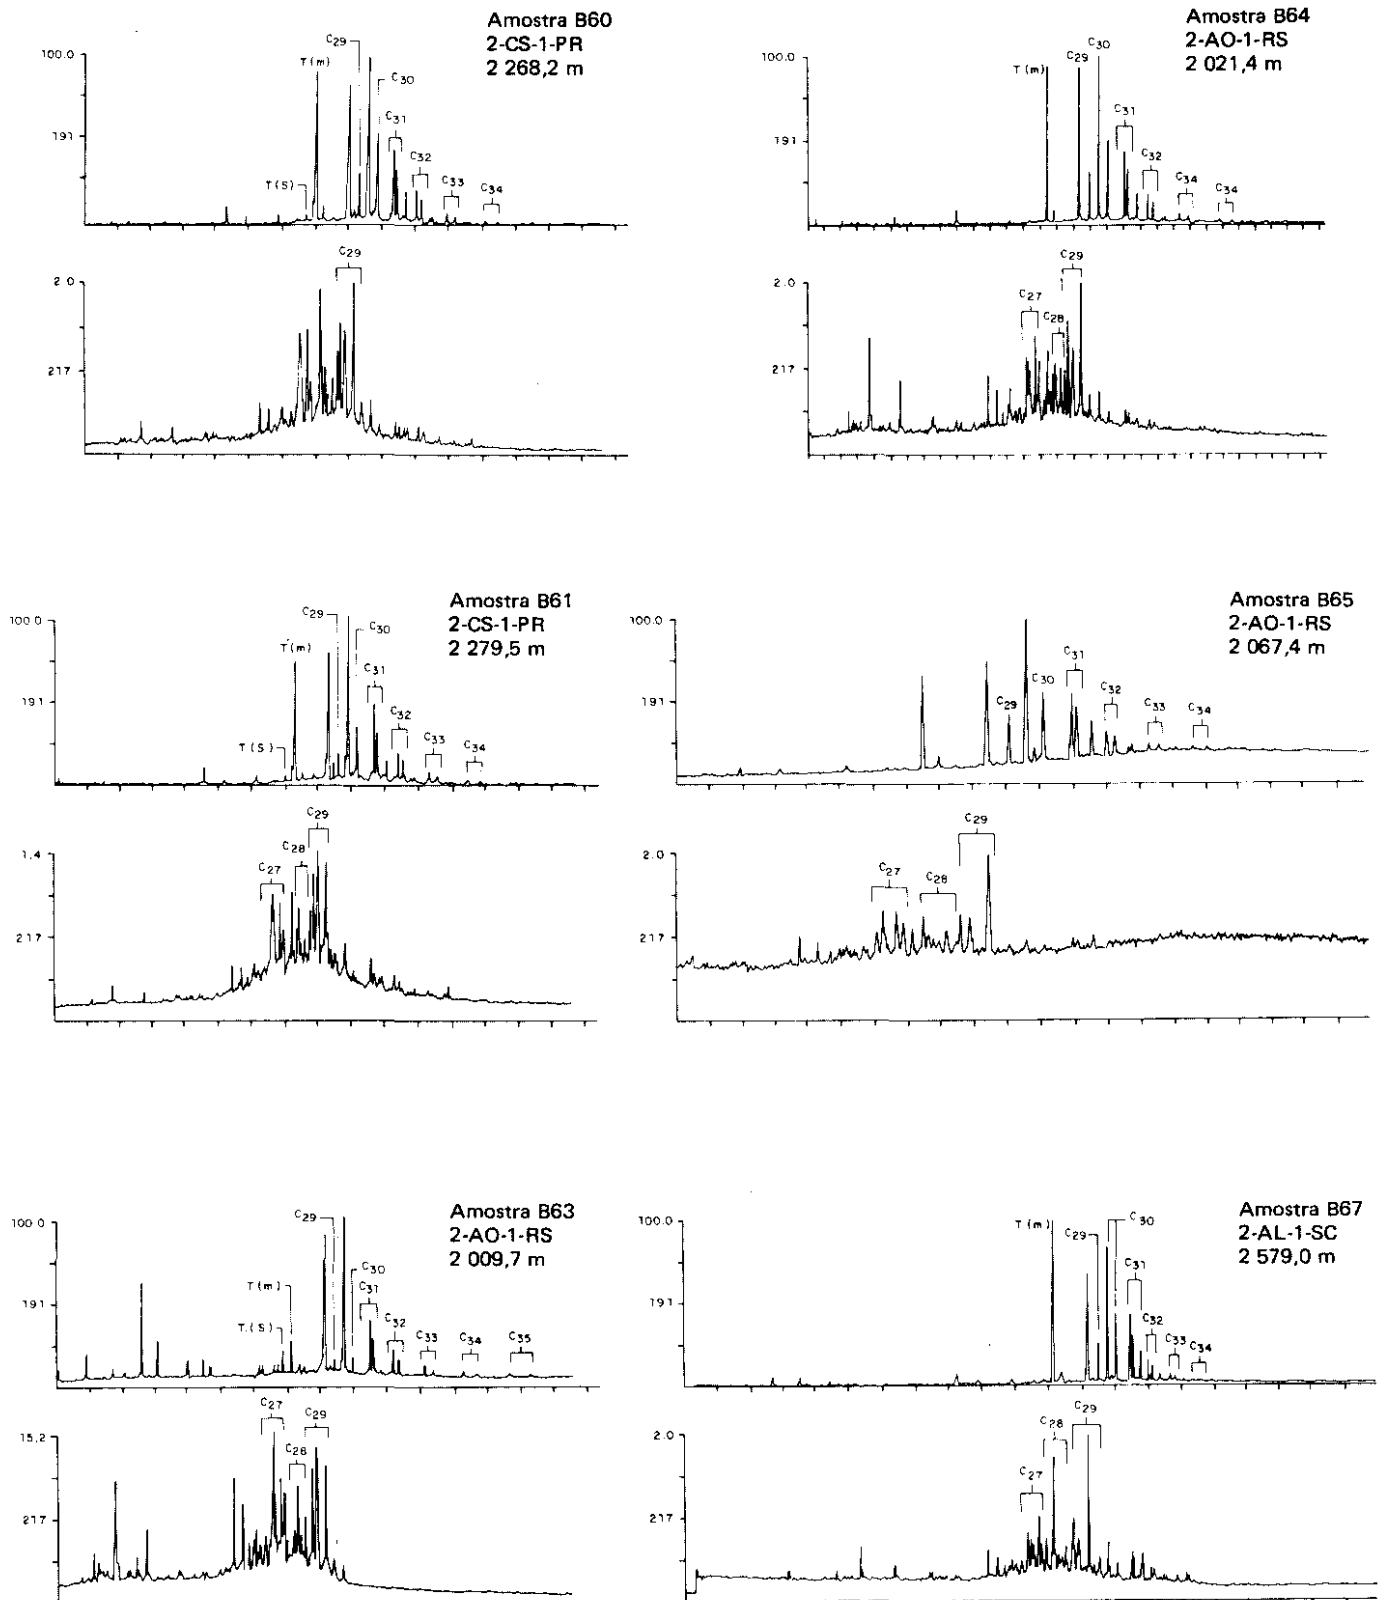 Amostra B60
2-CS-1-PR
2 268,2 m
C29
100.0
T(m)
C30
C31
191
C32
T(S)
C33
C34
C29
2 0
217
Amostra B64
2-AO-1-RS
2 021,4 m
C30
C29
100.0
T(m)
C31
191
C32
C34
C34
C29
2.0
C27
C28
217
Amostra B61
2-CS-1-PR
2 279,5 m
C29
100.0
C30
T(m)
C31
191
C32
T(S)
C33
C34
C29
1.4
C28
C27
217
Amostra B65
2-AO-1-RS
2 067,4 m
100.0
C31
C30
C32
191
C29
C33
C34
C29
2.0
C27
C28
217
Amostra B63
2-AO-1-RS
2 009,7 m
C29
100 0
C30
T(m)
C31
191
T.(S)
C32
C33
C34
C35
C27
C29
15.2
C28
217
Amostra B67
2-AL-1-SC
2 579,0 m
100.0
T(m)
C30
C29
C31
191
C32
C33
C34
C29
C28
2.0
C27
217